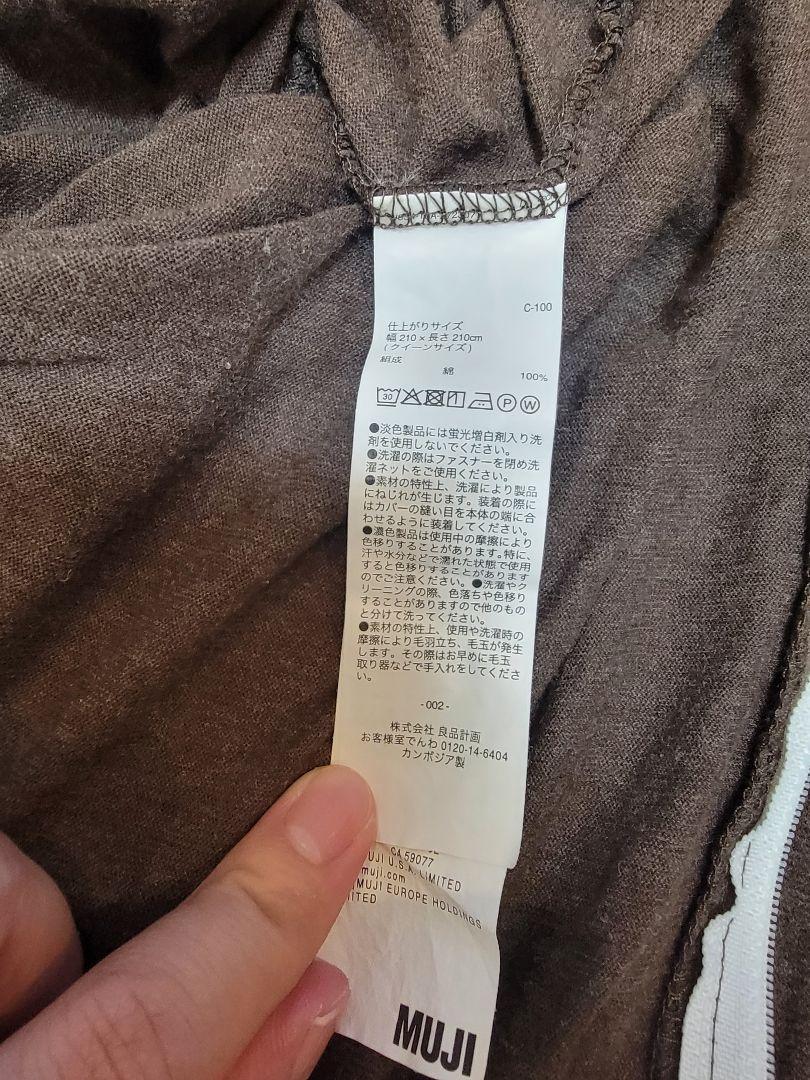 C-100
仕上がりサイズ
幅 210 × 長さ 210cm
(クイーンサイズ)
組成
綿 100%
30 P W
●淡色製品には蛍光増白剤入り洗
剤を使用しないでください。
●洗濯の際はファスナーを閉め洗
濯ネットをご使用ください。
●素材の特性上、洗濯により製品
にねじれが生じます。装着の際に
はカバーの縫い目を本体の端に合
わせるように装着してください。
●濃色製品は使用中の摩擦により
色移りすることがあります。特に、
汗や水分などで濡れた状態で使用
すると色移りすることがあります
のでご注意ください。●洗濯やク
リーニングの際、色落ちや色移り
することがありますので他のもの
と分けて洗ってください。
●素材の特性上、使用や洗濯時の
摩擦により毛羽立ち、毛玉が発生
します。その際はお早めに毛玉
取り器などで手入れをしてくださ
い。
-002-
株式会社 良品計画
お客様室でんわ 0120-14-6404
カンボジア製
CA 59077
UJI U.S.A. LIMITED
muji.com
MUJI EUROPE HOLDINGS
ITED
MUJI